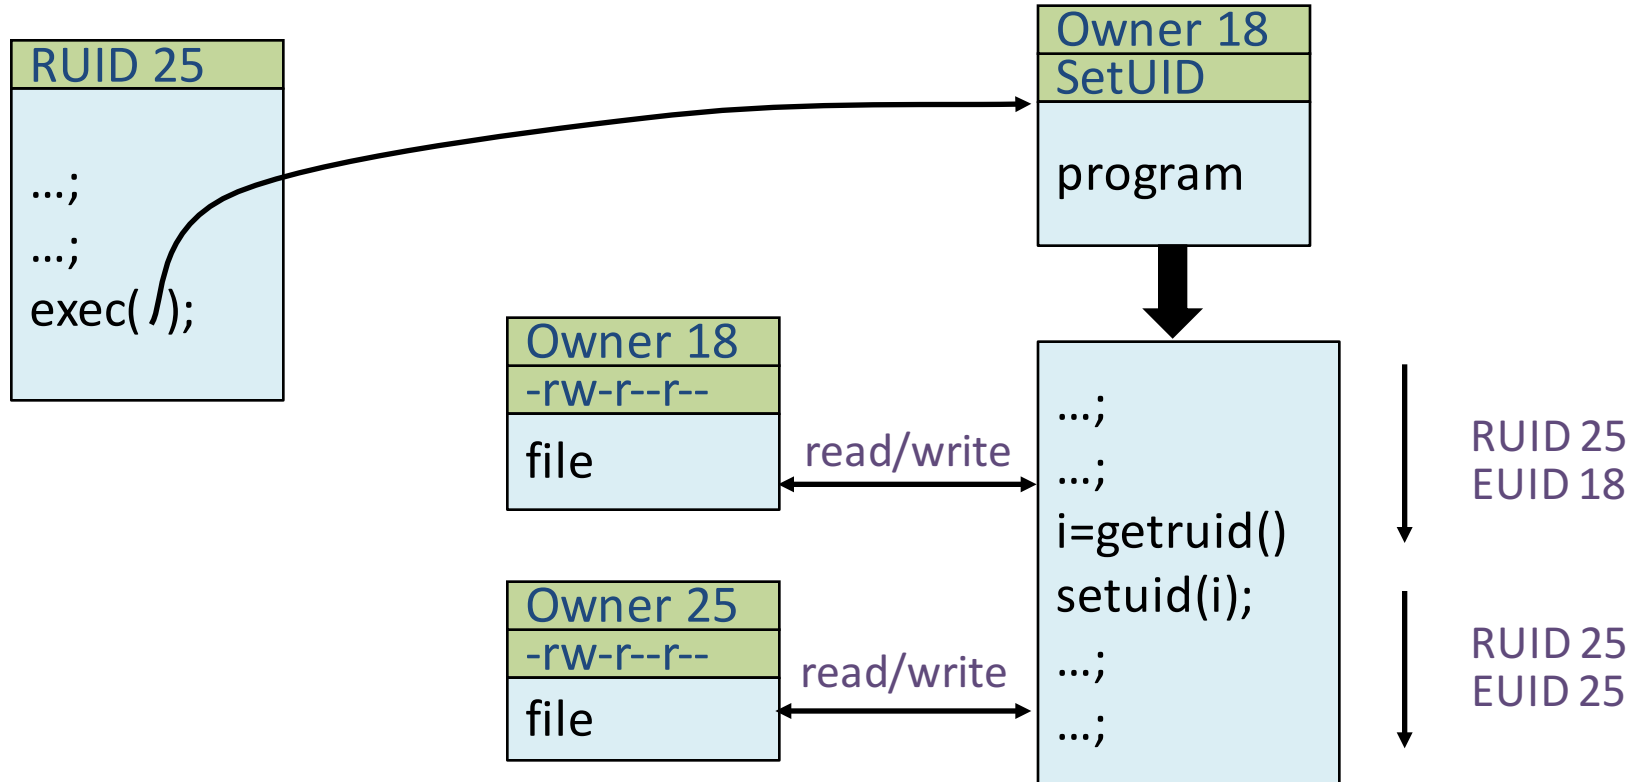 RUID 25
…;
…;
exec( );
Owner 18
SetUID
program
Owner 18
-rw-r--r--
file
read/write
Owner 25
-rw-r--r--
file
read/write
…;
…;
i=getruid()
setuid(i);
…;
…;
RUID 25
EUID 18
RUID 25
EUID 25